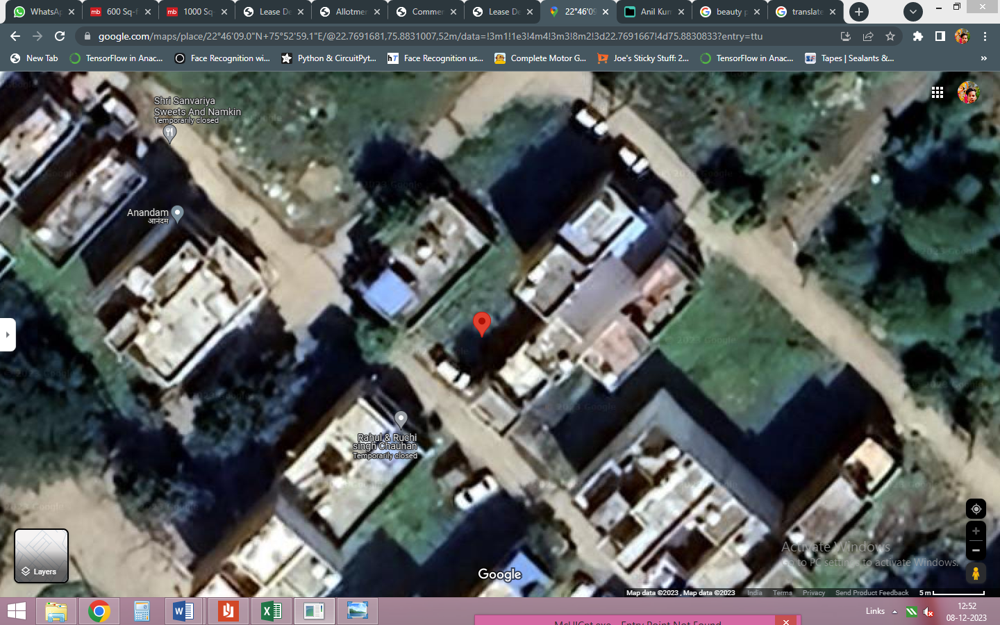 WhatsAp
600 Sq-f
1000 Sq-
Lease De
Allotmer
Commer
Lease De
22°46'09
Anil Kun
beauty p
translate
google.com/maps/place/22°46'09.0"N+75°52'59.1"E/@22.7691681,75.8831007,52m/data=!3m1!1e3!4m4!3m3!8m2!3d22.7691667!4d75.8830833?entry=ttu
New Tab
TensorFlow in Anac...
Face Recognition wi...
Python & CircuitPyt...
Face Recognition us...
Complete Motor G...
Joe's Sticky Stuff: 2...
TensorFlow in Anac...
Tapes | Sealants &...
»
Shri Sanvariya
Sweets And Namkin
Temporarily closed
Anandam
आनंदम
Rahul & Ruchi
singh Chauhan
Temporarily closed
Layers
Google
Activate Windows
Go to PC settings to activate Windows.
Map data ©2023 , Map data ©2023
India
Terms
Privacy
Send Product Feedback
5 m
Links
12:52
08-12-2023
McUICnt.exe - Entry Point Not Found